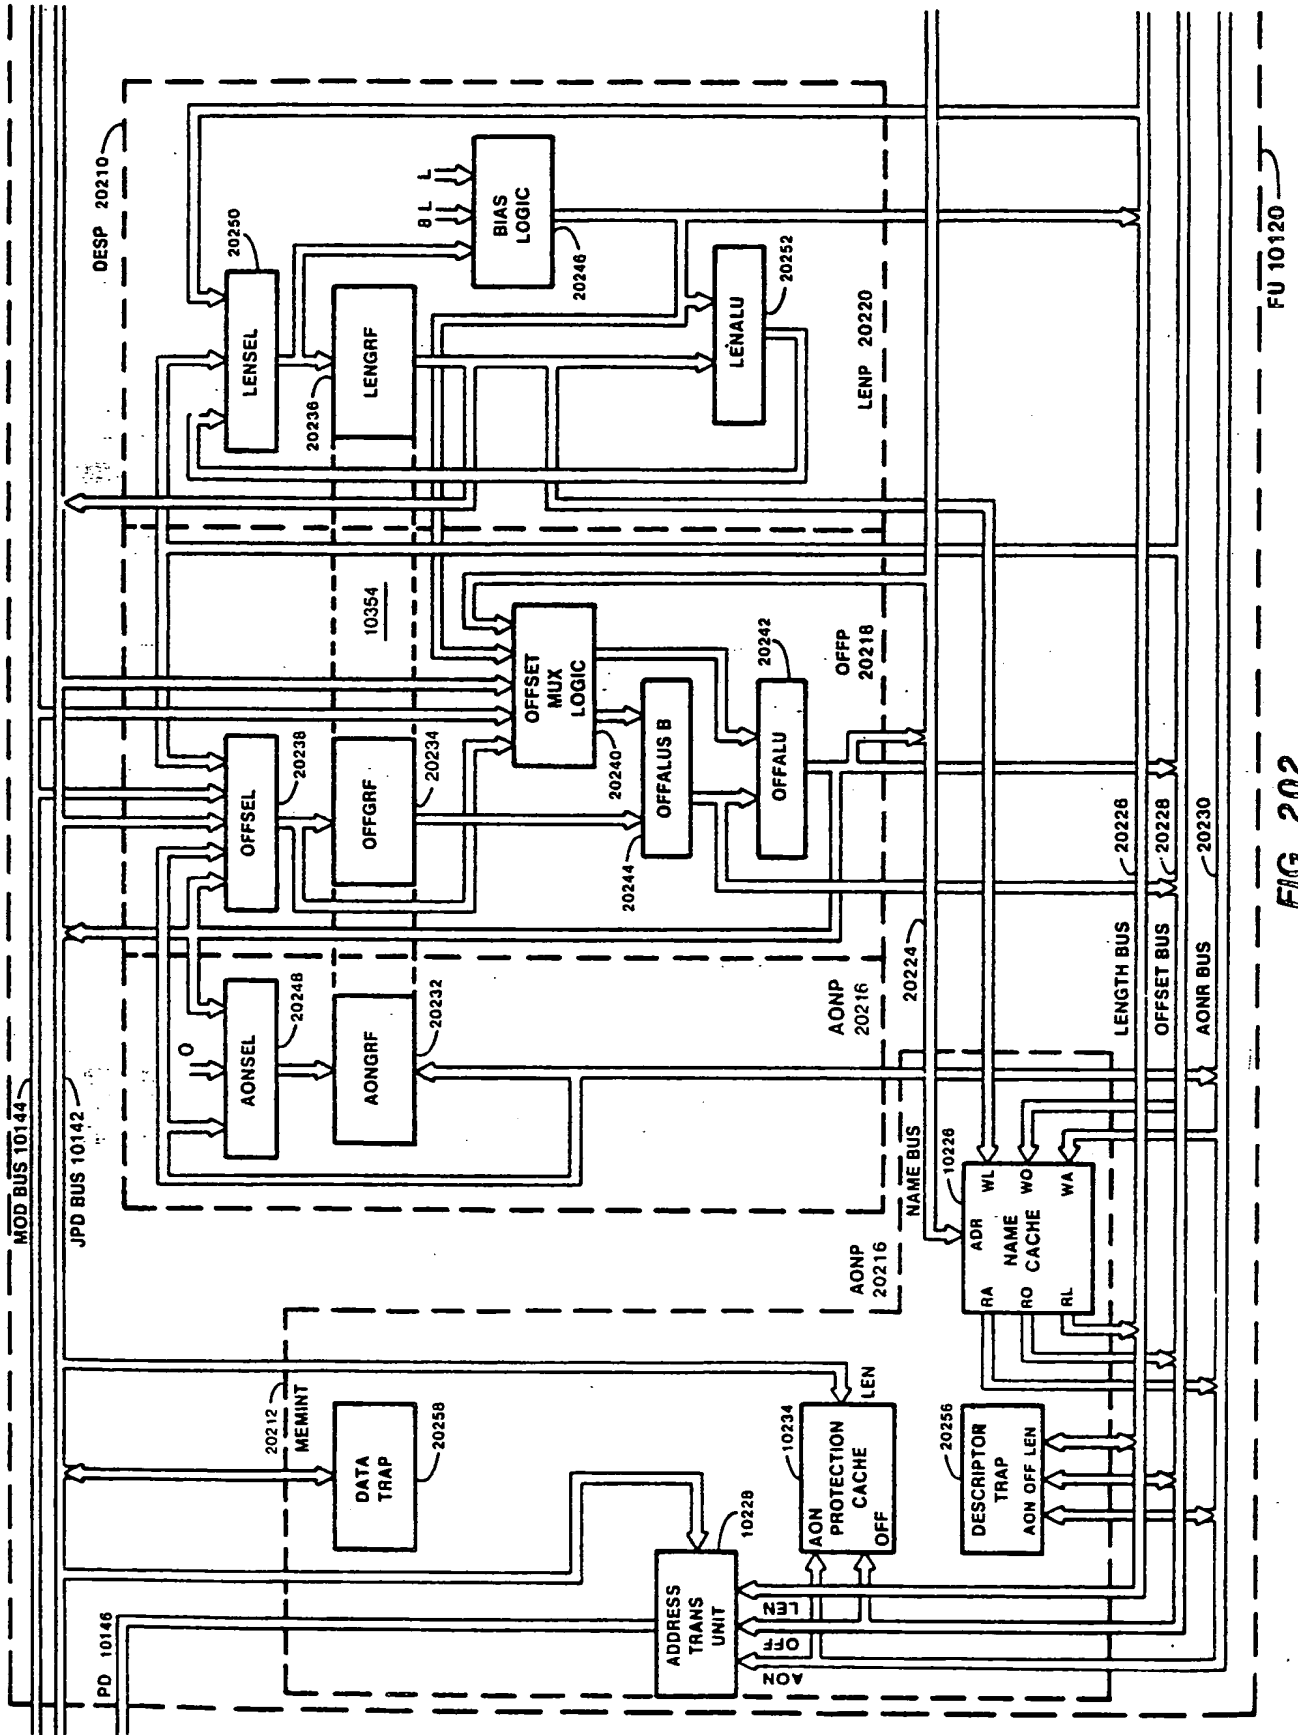 MOD BUS 10144
JPD BUS 10142
PD 10146
DESP 20210
20212
MEMINT
DATA
TRAP
20258
ADDRESS
TRANS
UNIT
10228
AON
OFF
LEN
10234
AON
PROTECTION
CACHE
OFF
LEN
20256
DESCRIPTOR
TRAP
AON OFF LEN
AONP
20216
NAME BUS
20224
10226
ADR
NAME
CACHE
RA
RO
RL
WL
WO
WA
O
AONSEL
20248
AONGRF
20232
AONP
20216
OFFSEL
20238
OFFGRF
20234
10354
OFFSET
MUX
LOGIC
20240
OFFALUS B
20244
OFFALU
20242
OFFP
20218
LENSEL
20250
LENGRF
20236
8 L
L
BIAS
LOGIC
20246
LENALU
20252
LENP 20220
LENGTH BUS
20226
OFFSET BUS
20228
AONR BUS
20230
FU 10120
FIG 202